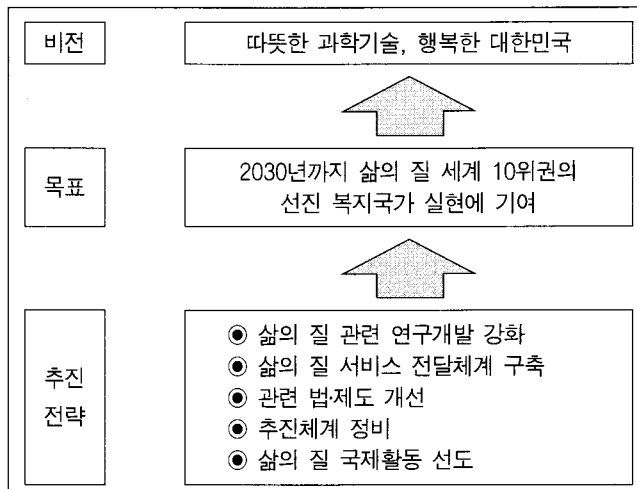 비전
따뜻한 과학기술, 행복한 대한민국
목표
2030년까지 삶의 질 세계 10위권의
선진 복지국가 실현에 기여
추진
전략
◉ 삶의 질 관련 연구개발 강화
◉ 삶의 질 서비스 전달체계 구축
◉ 관련 법·제도 개선
◉ 추진체계 정비
◉ 삶의 질 국제활동 선도